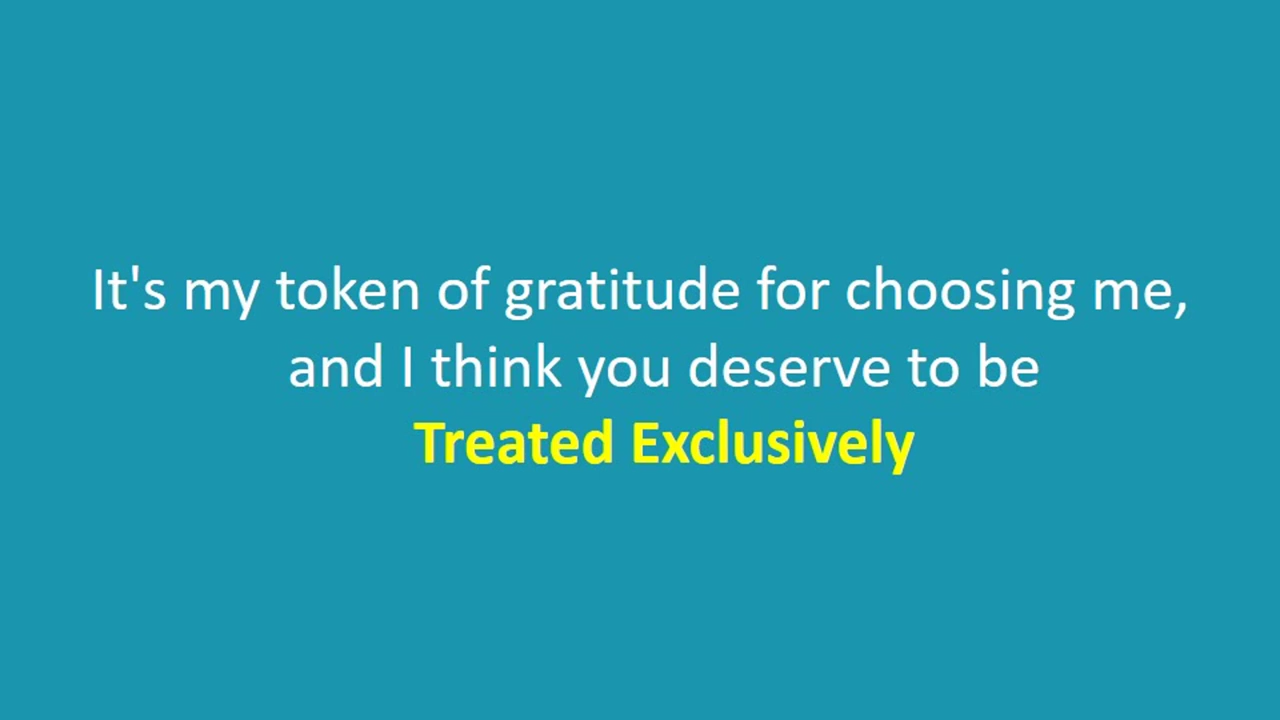 It's my token of gratitude for choosing me,
and I think you deserve to be
Treated Exclusively